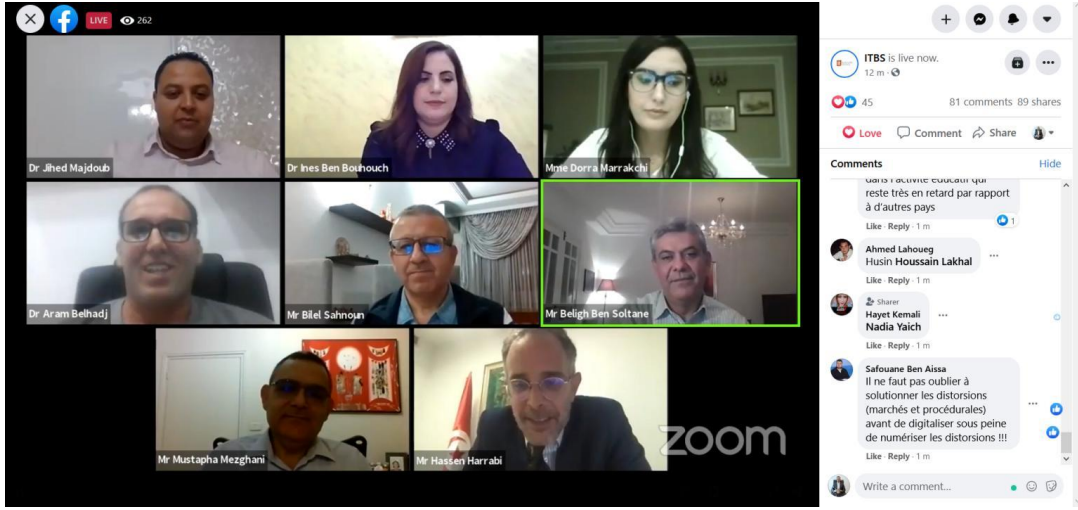 LIVE 262
Dr Jihed Majdoub
Dr Ines Ben Bouhouch
Mme Dorra Marrakchi
Dr Aram Belhadj
Mr Bilel Sahnoun
Mr Beligh Ben Soltane
Mr Mustapha Mezghani
Mr Hassen Harrabi
zoom
ITBS is live now.
12 m
45
81 comments 89 shares
Love Comment Share
Comments
Hide
dans l'activité éducatif qui
reste très en retard par rapport
à d'autres pays
1
Like · Reply · 1 m
Ahmed Lahoueg
Husin Houssain Lakhal
Like · Reply · 1 m
Sharer
Hayet Kemali
Nadia Yaich
Like · Reply · 1 m
Safouane Ben Aissa
Il ne faut pas oublier à
solutionner les distorsions
(marchés et procédurales)
avant de digitaliser sous peine
de numériser les distorsions !!!
Like · Reply · 1 m
Write a comment...